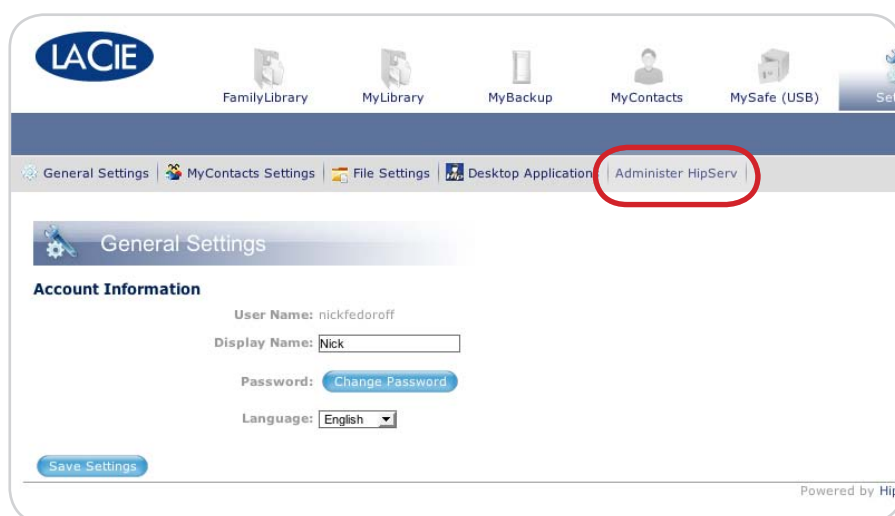 LACIE
FamilyLibrary MyLibrary MyBackup MyContacts MySafe (USB)
General Settings MyContacts Settings File Settings Desktop Application Administer HipServ
General Settings
Account Information
User Name: nickfedoroff
Display Name: Nick
Password: Change Password
Language: English
Save Settings
Powered by